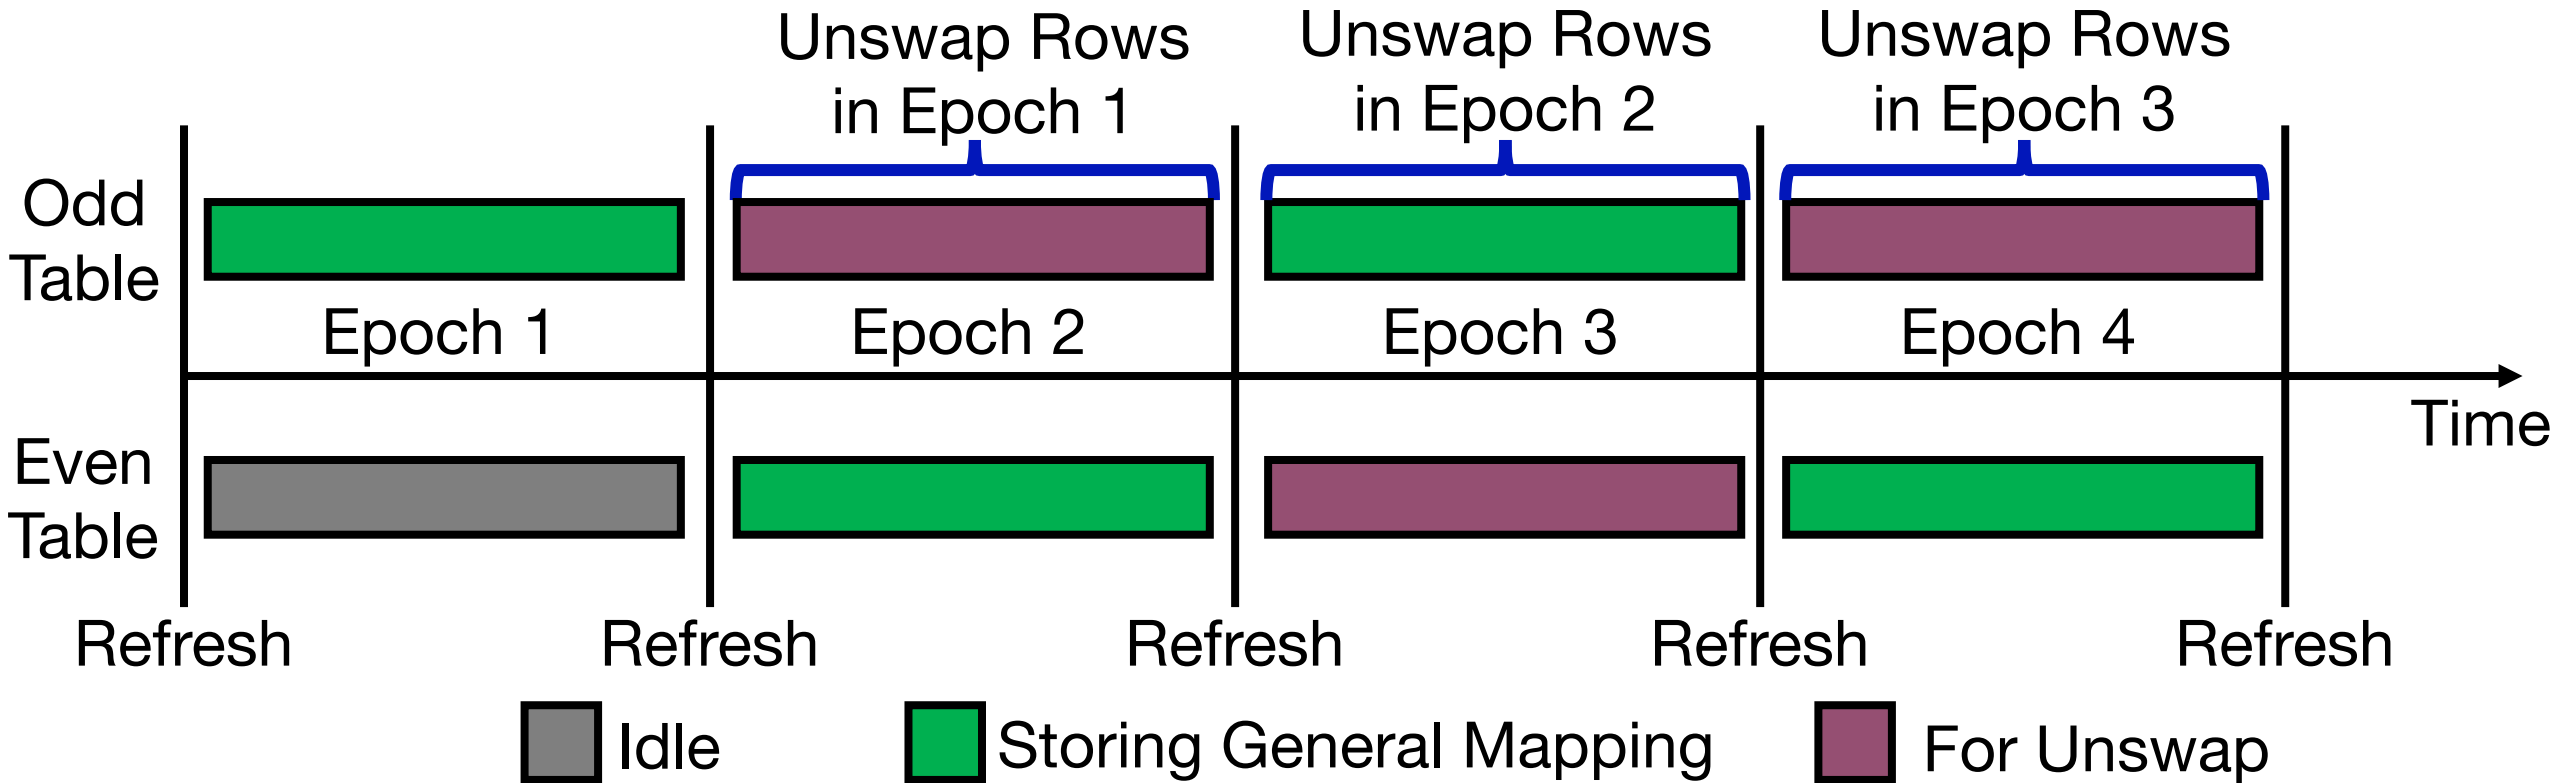 Unswap Rows
in Epoch 1
Unswap Rows
in Epoch 2
Unswap Rows
in Epoch 3
Odd
Table
Epoch 1
Epoch 2
Epoch 3
Epoch 4
Time
Even
Table
Refresh
Refresh
Refresh
Refresh
Refresh
Idle
Storing General Mapping
For Unswap